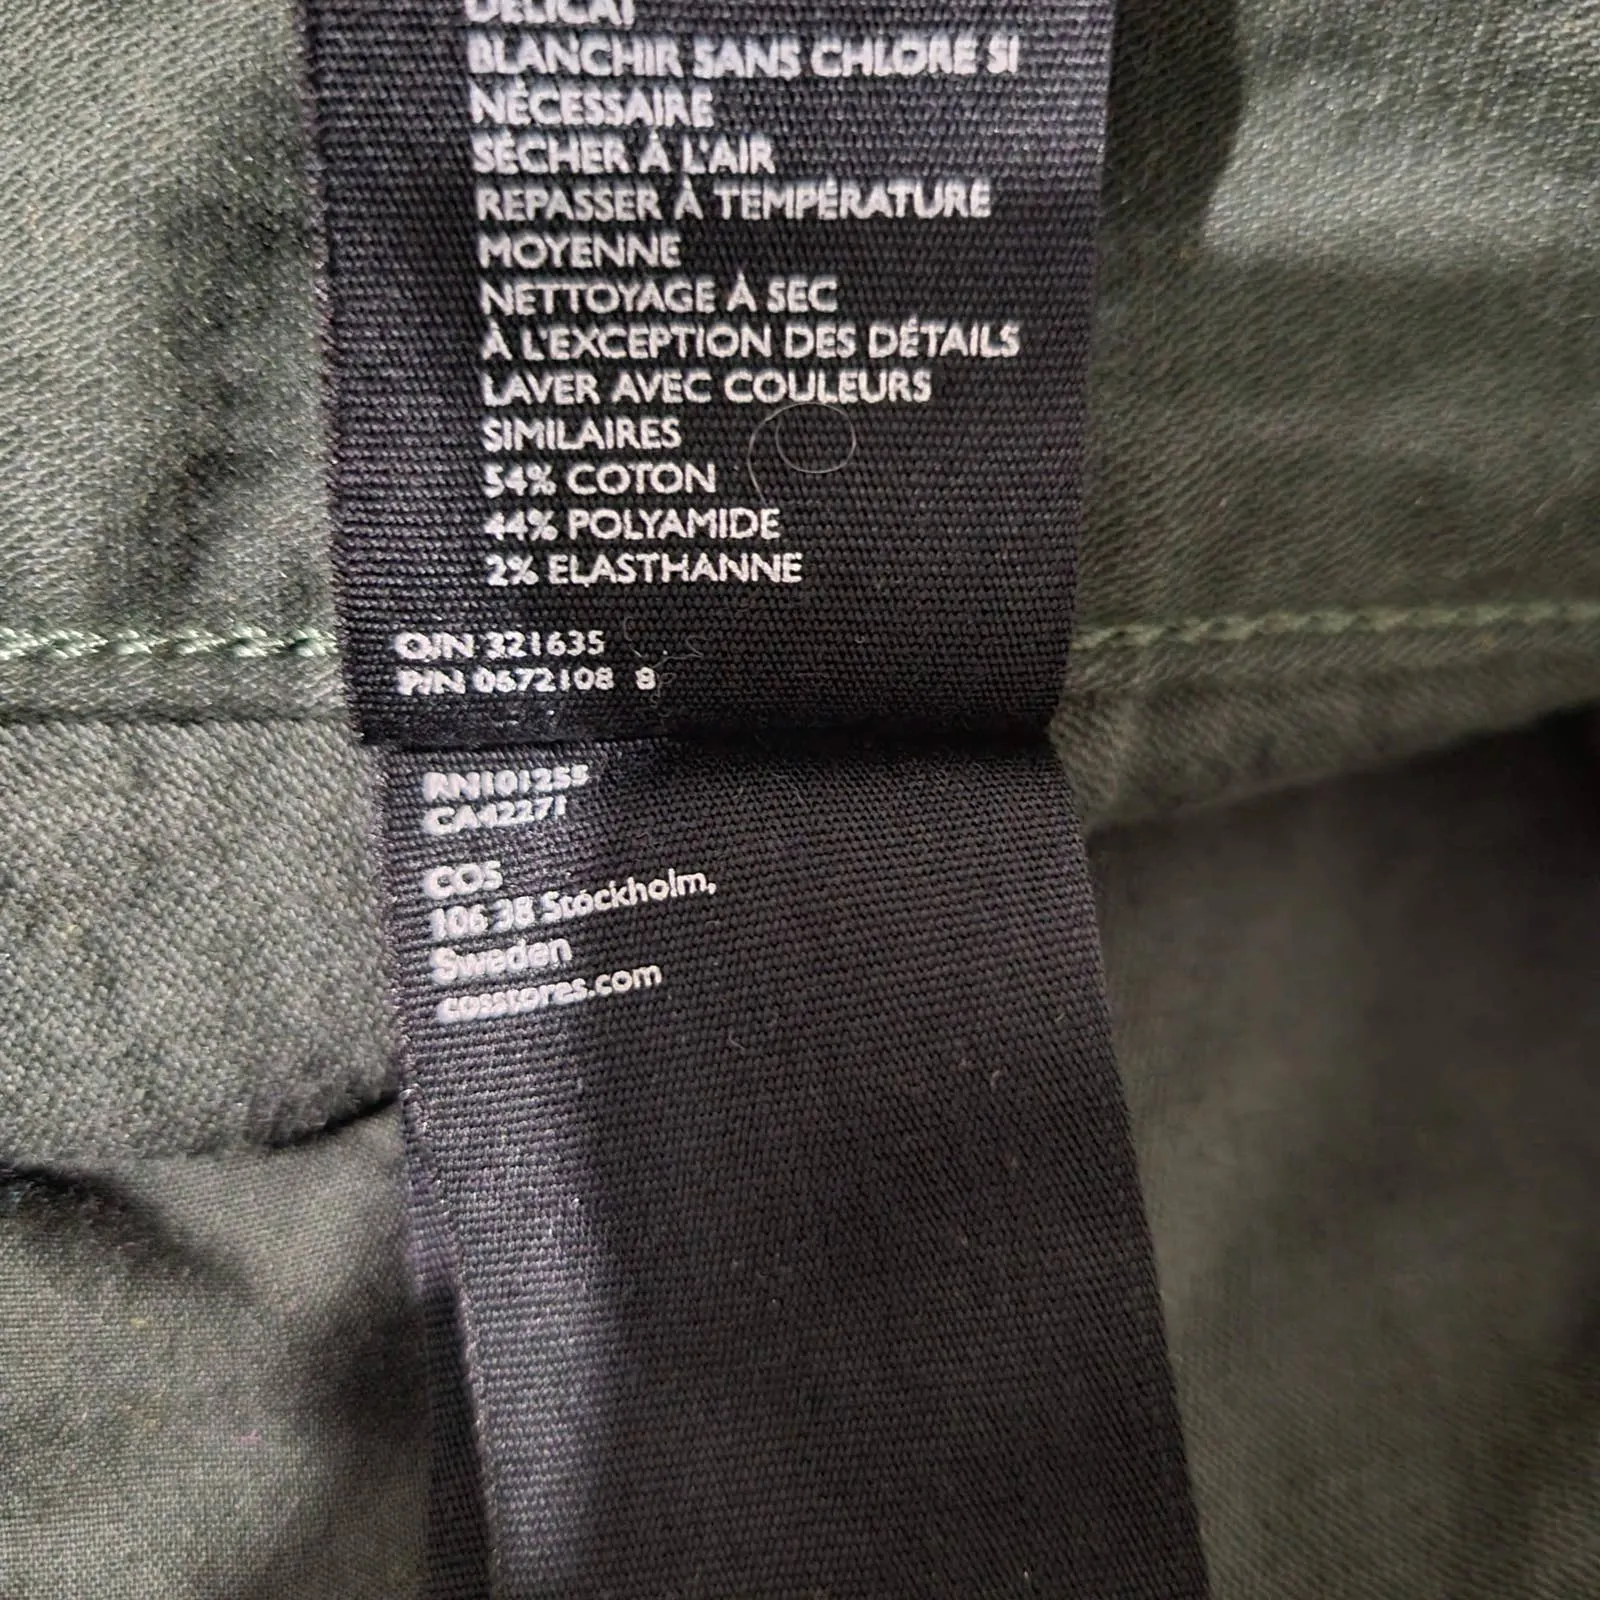 DÉLICAT
BLANCHIR SANS CHLORE SI
NÉCESSAIRE
SÉCHER À L'AIR
REPASSER À TEMPÉRATURE
MOYENNE
NETTOYAGE À SEC
À L'EXCEPTION DES DÉTAILS
LAVER AVEC COULEURS
SIMILAIRES
54% COTON
44% POLYAMIDE
2% ELASTHANNE
O/N 321635
P/N 0672108 8
RN101255
CA42271
COS
106 38 Stockholm,
Sweden
cosstores.com